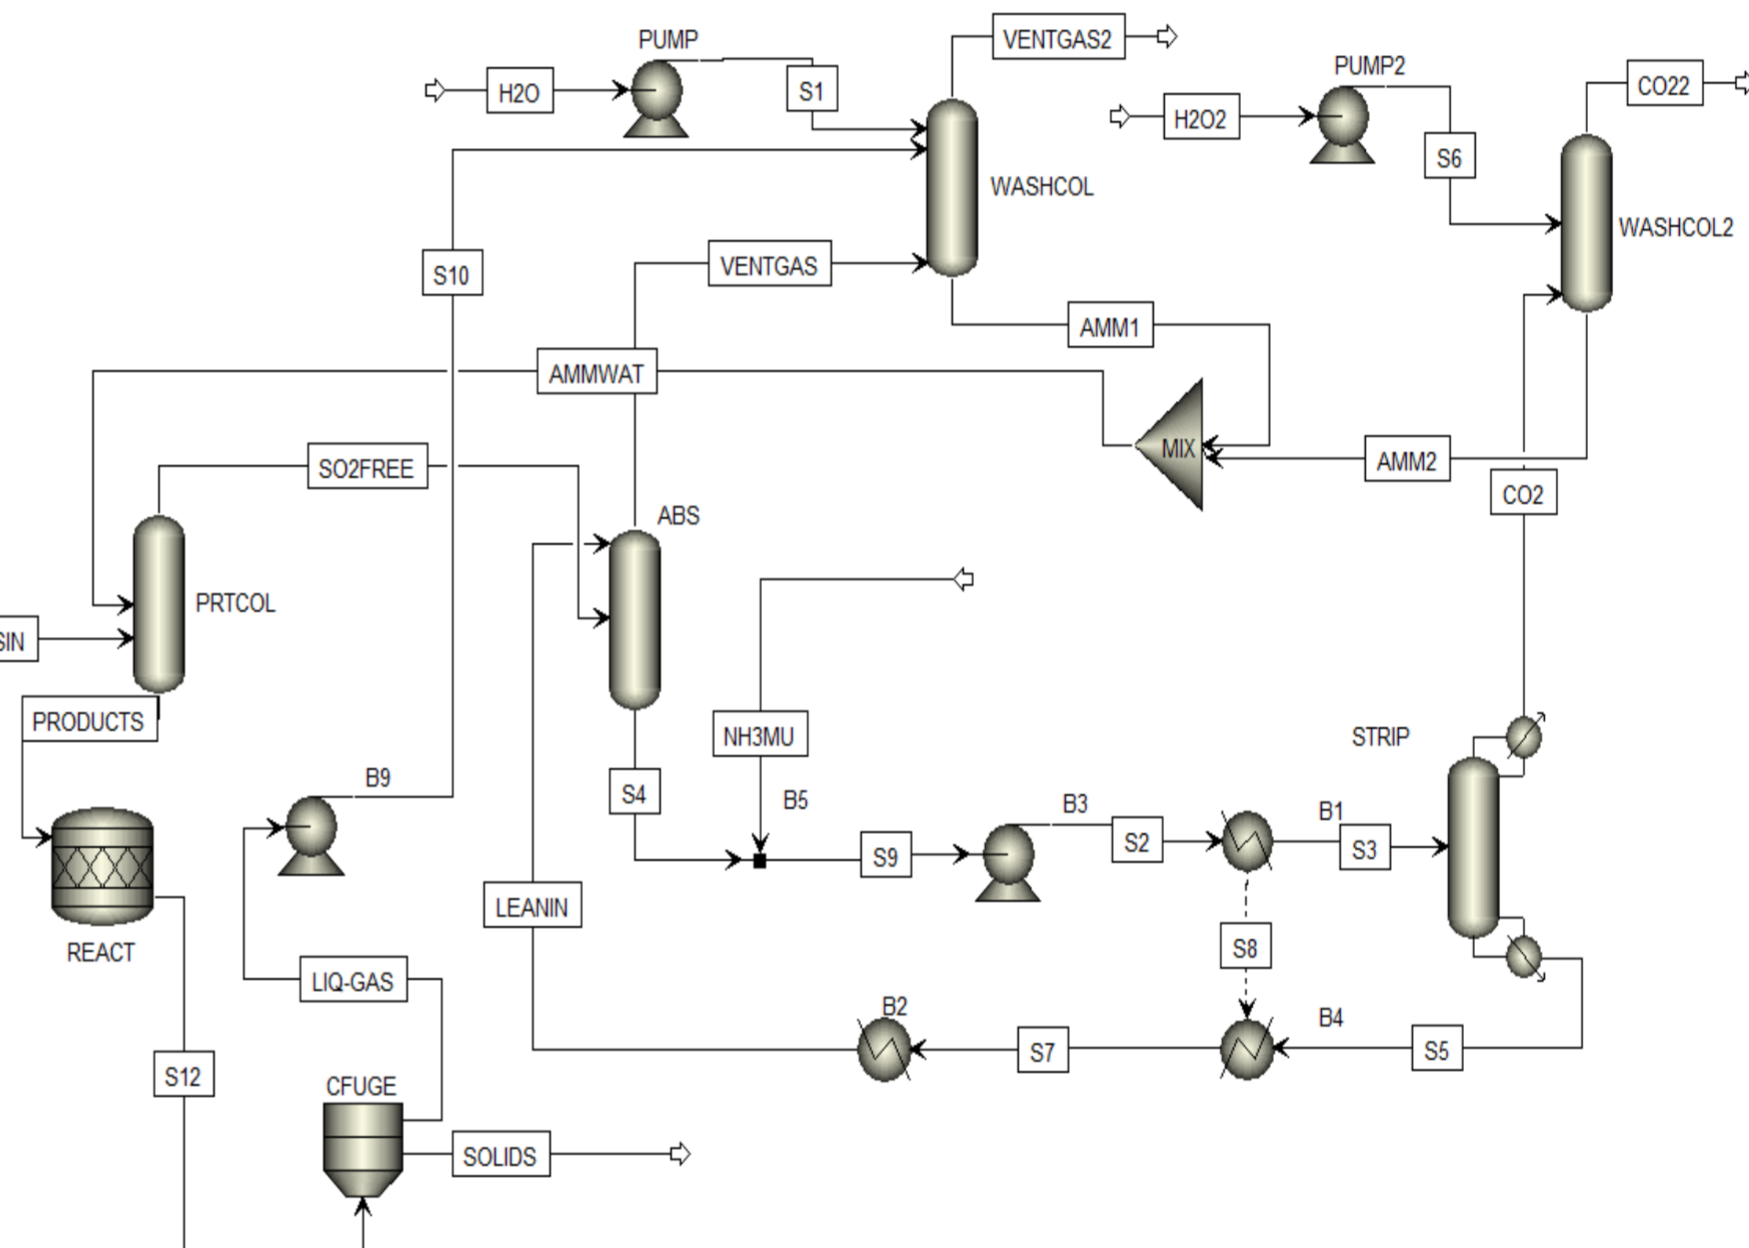 PUMP
VENTGAS2
PUMP2
CO22
H2O
S1
H2O2
S6
WASHCOL
WASHCOL2
S10
VENTGAS
AMM1
AMMWAT
MIX
AMM2
SO2FREE
CO2
ABS
PRTCOL
SIN
PRODUCTS
NH3MU
STRIP
B9
S4
B5
B3
B1
S2
S3
S9
LEANIN
REACT
S8
LIQ-GAS
B2
B4
S7
S5
S12
CFUGE
SOLIDS